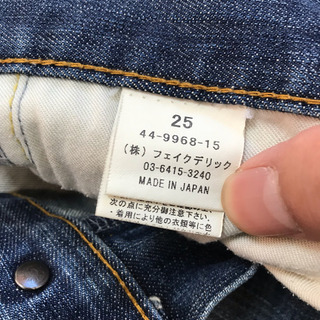 25
44-9968-15
（株）フェイクデリック
03-6415-3240
MADE IN JAPAN
次の点に充分御注意下さい。
・着用により他の衣類等に色